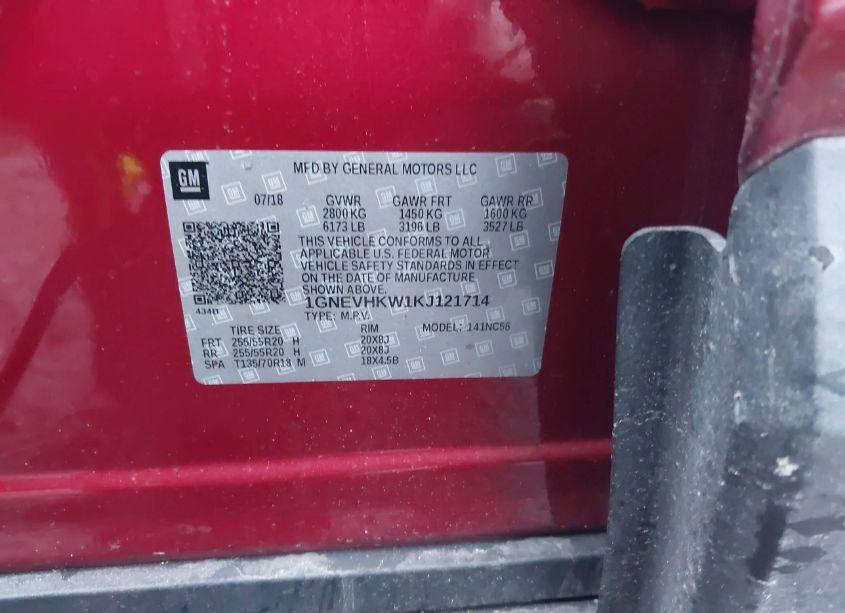 GM
MFD BY GENERAL MOTORS LLC
07/18 GVWR GAWR FRT GAWR RR
2800 KG 1450 KG 1600 KG
6173 LB 3196 LB 3527 LB
THIS VEHICLE CONFORMS TO ALL
APPLICABLE U.S. FEDERAL MOTOR
VEHICLE SAFETY STANDARDS IN EFFECT
ON THE DATE OF MANUFACTURE
SHOWN ABOVE.
434B 1GNEVHKW1KJ121714
TYPE: M.P.V.
TIRE SIZE RIM MODEL: 141NC56
FRT 255/55R20 H 20X8J
RR 255/55R20 H 20X8J
SPA T135/70R18 M 18X4.5B